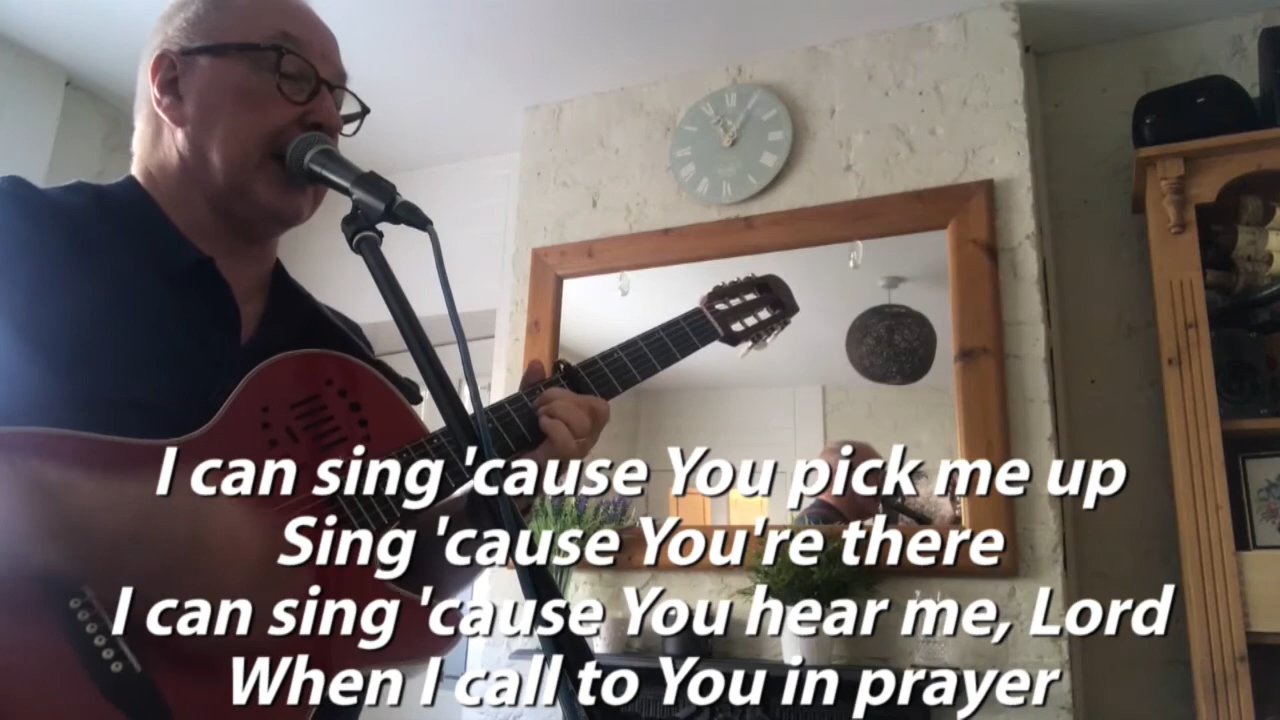 I can sing 'cause You pick me up
Sing 'cause You're there
I can sing 'cause You hear me, Lord
When I call to You in prayer